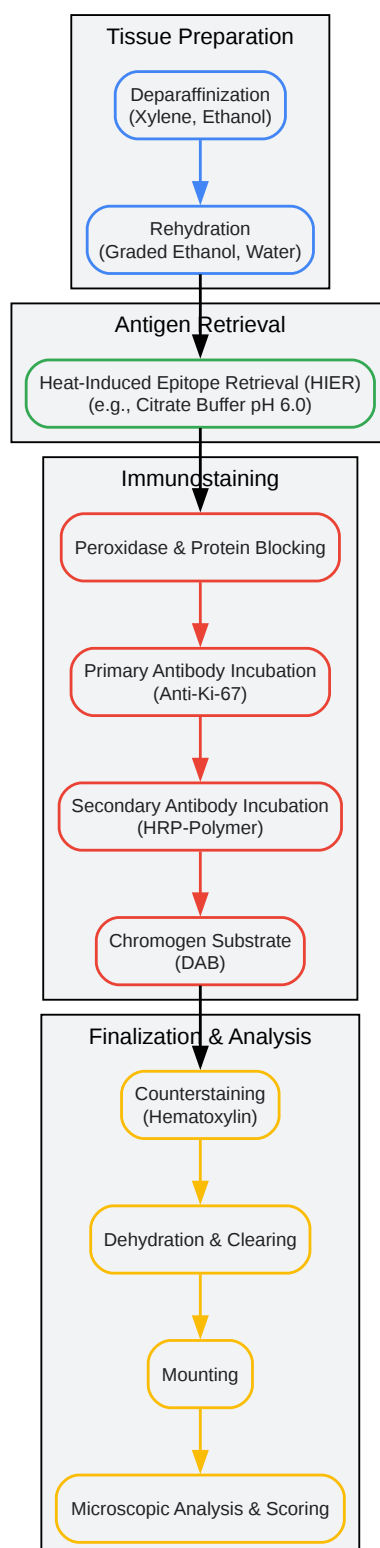 Tissue Preparation
Deparaffinization
(Xylene, Ethanol)
Rehydration
(Graded Ethanol, Water)
Antigen Retrieval
Heat-Induced Epitope Retrieval (HIER)
(e.g., Citrate Buffer pH 6.0)
Immunostaining
Peroxidase & Protein Blocking
Primary Antibody Incubation
(Anti-Ki-67)
Secondary Antibody Incubation
(HRP-Polymer)
Chromogen Substrate
(DAB)
Finalization & Analysis
Counterstaining
(Hematoxylin)
Dehydration & Clearing
Mounting
Microscopic Analysis & Scoring